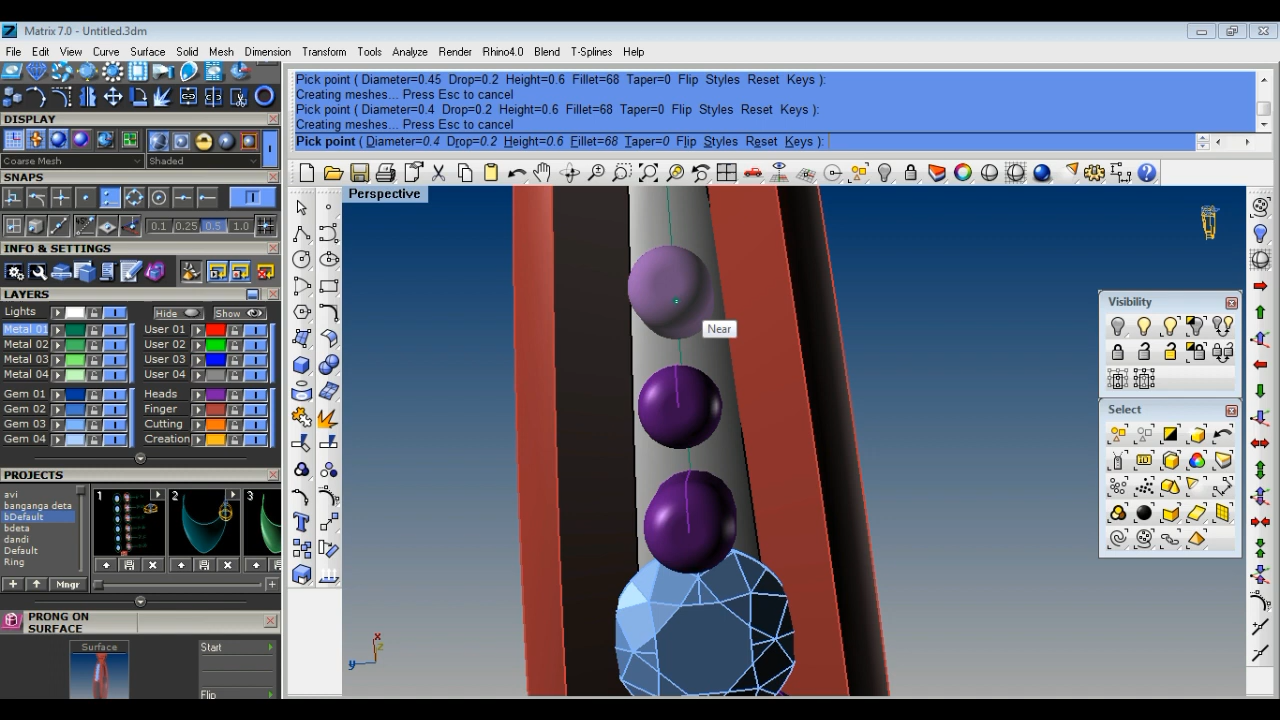 Matrix 7.0 - Untitled.3dm
File Edit View Curve Surface Solid Mesh Dimension Transform Tools Analyze Render Rhino4.0 Blend T-Splines Help
Pick point ( Diameter=0.45 Drop=0.2 Height=0.6 Fillet=68 Taper=0 Flip Styles Reset Keys ):
Creating meshes... Press Esc to cancel
Pick point ( Diameter=0.4 Drop=0.2 Height=0.6 Fillet=68 Taper=0 Flip Styles Reset Keys ):
Creating meshes... Press Esc to cancel
Pick point ( Diameter=0.4 Drop=0.2 Height=0.6 Fillet=68 Taper=0 Flip Styles Reset Keys ):
DISPLAY
Coarse Mesh Shaded
SNAPS
0.1 0.25 0.5 1.0
INFO & SETTINGS
LAYERS
Lights Hide Show
Metal 01 User 01
Metal 02 User 02
Metal 03 User 03
Metal 04 User 04
Gem 01 Heads
Gem 02 Finger
Gem 03 Cutting
Gem 04 Creation
PROJECTS
avi
banganga deta
bDefault
bdeta
dandi
Default
Ring
1 2 3
Mngr
PRONG ON
SURFACE
Surface
Start
Flip
Perspective
Near
x
z
y
Visibility
Select